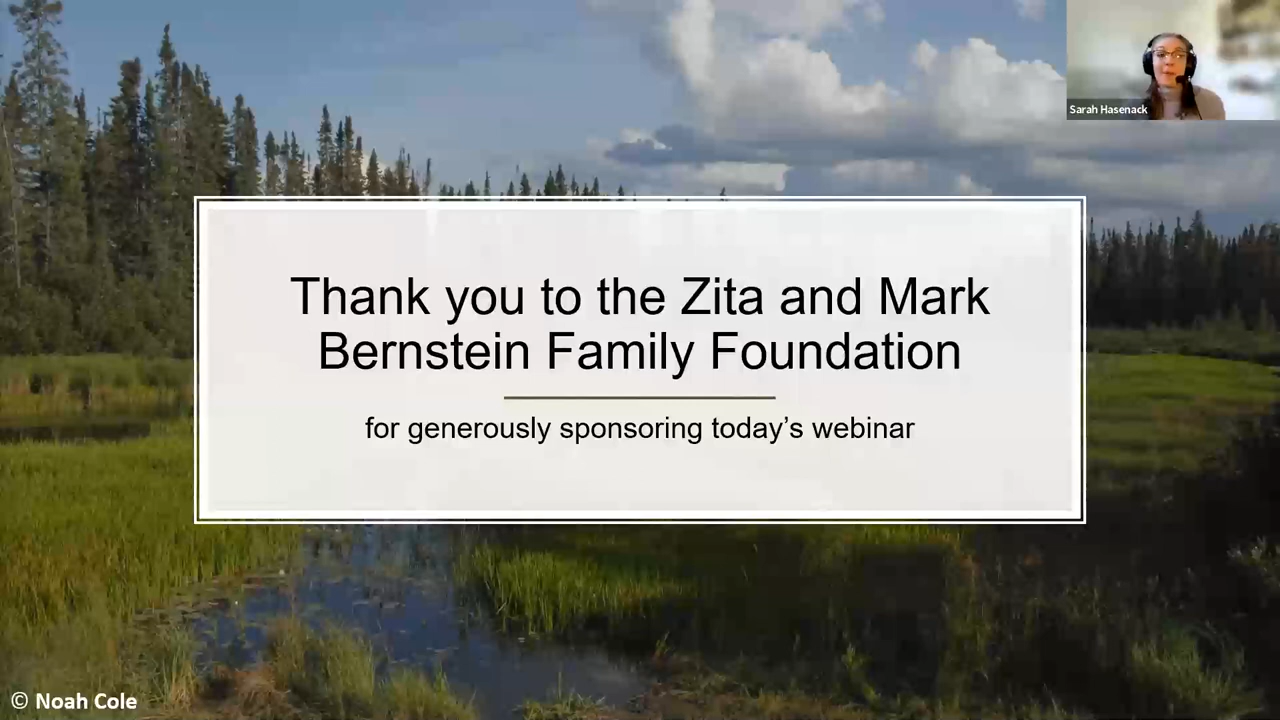 Sarah Hasenack
Thank you to the Zita and Mark
Bernstein Family Foundation
for generously sponsoring today’s webinar
© Noah Cole